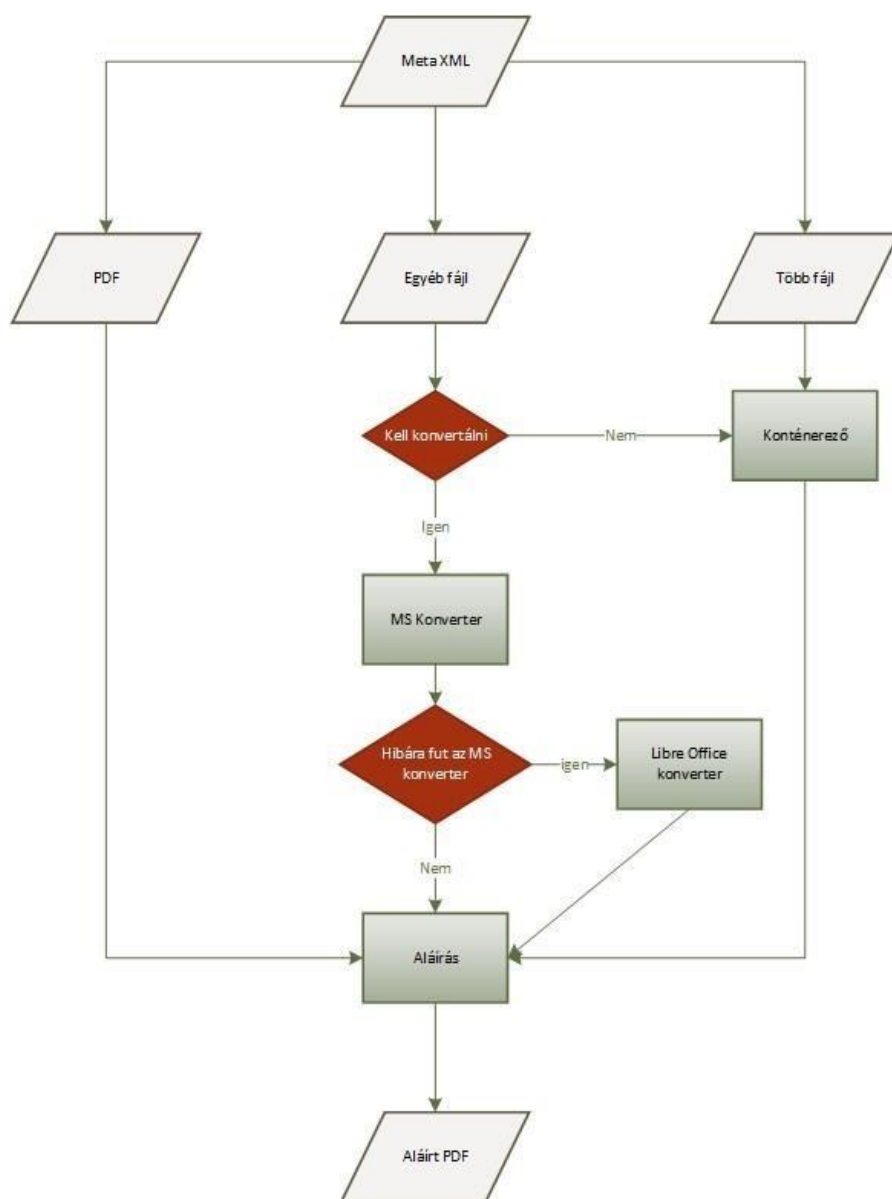 Meta XML
PDF
Egyéb fájl
Több fájl
Kell konvertálni
Nem
Konténerező
Igen
MS Konverter
Hibára fut az MS
konverter
igen
Libre Office
konverter
Nem
Aláírás
Aláírt PDF